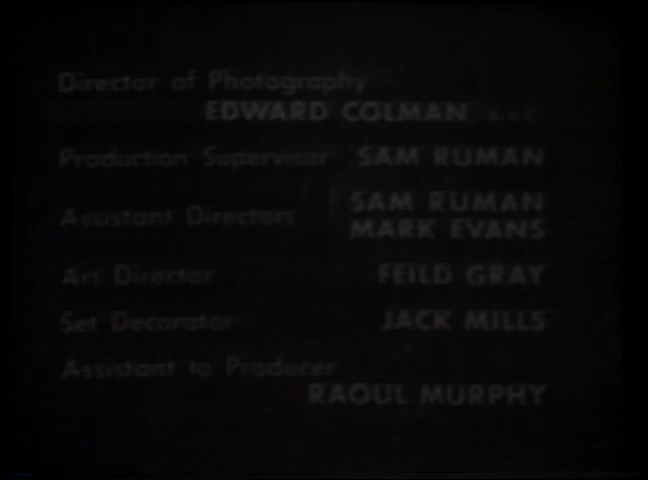 Director of Photography
EDWARD COLMAN A.S.C.
Production Supervisor SAM RUMAN
Assistant Directors SAM RUMAN
MARK EVANS
Art Director FEILD GRAY
Set Decorator JACK MILLS
Assistant to Producer
RAOUL MURPHY